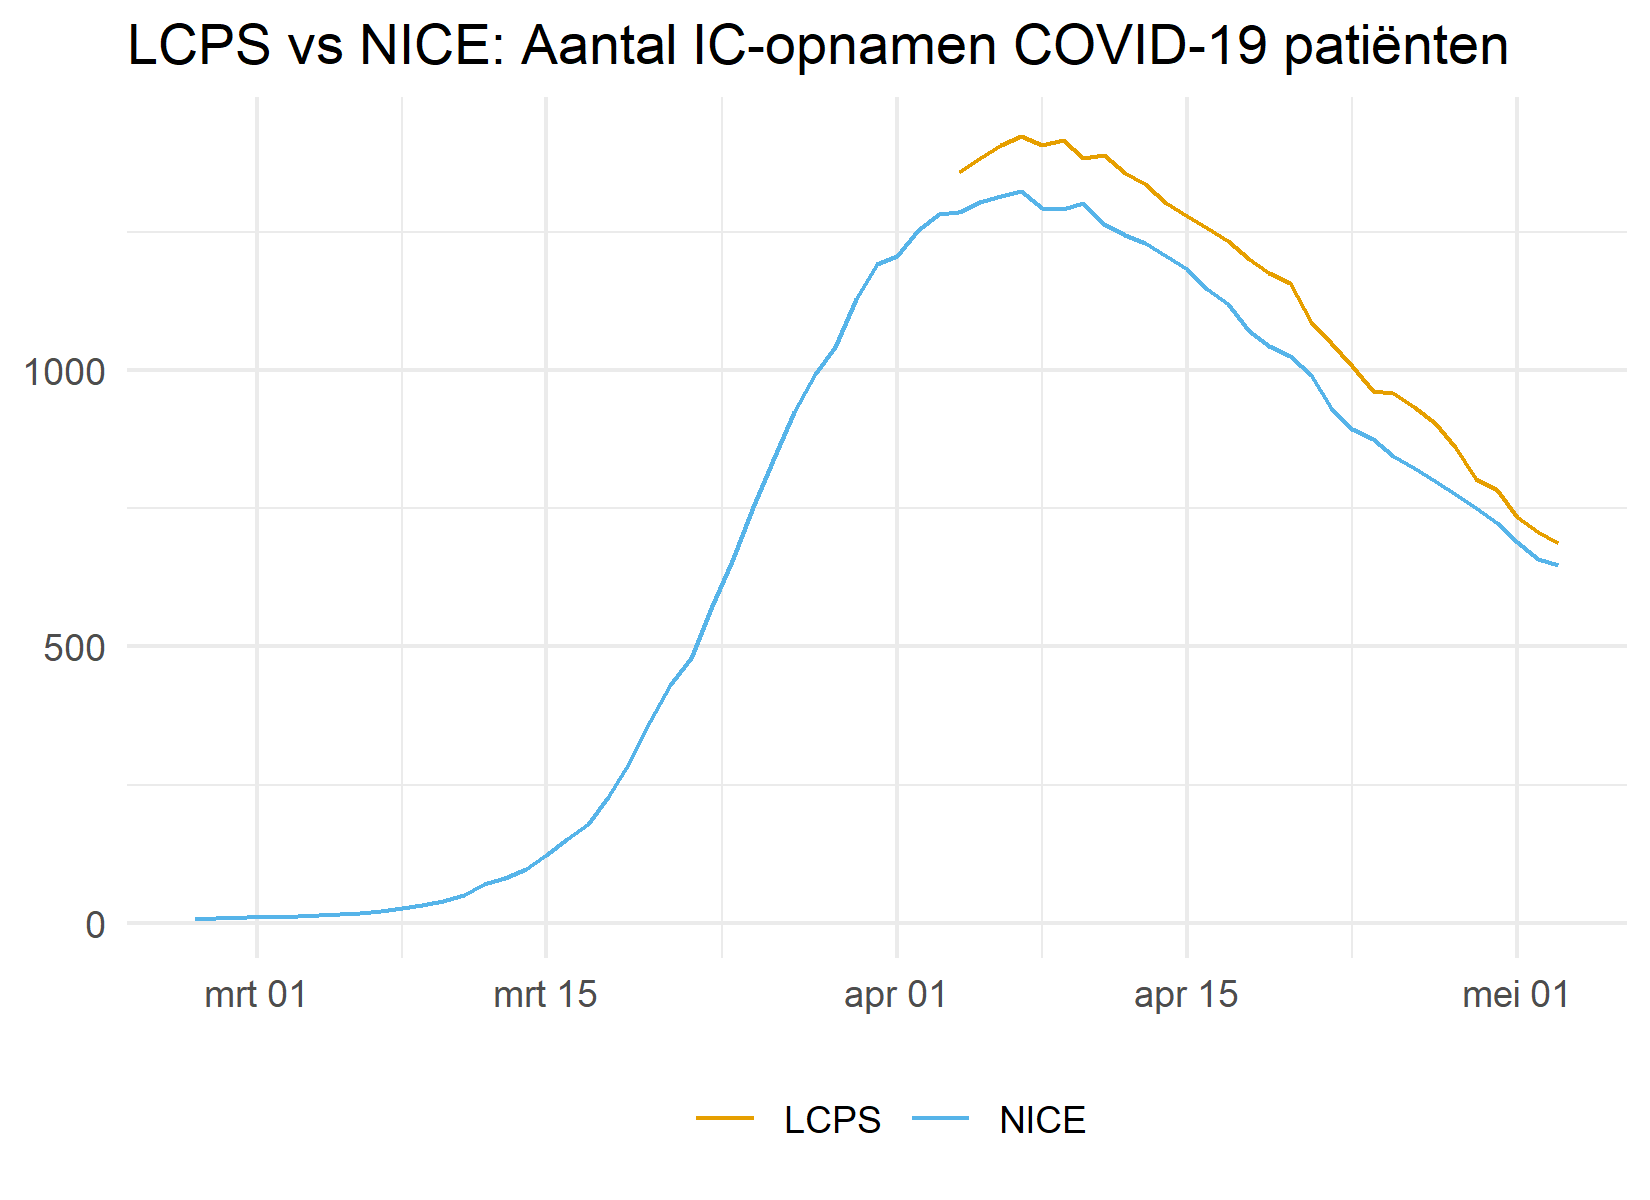 LCPS vs NICE: Aantal IC-opnamen COVID-19 patiënten
1000
500
0
mrt 01 mrt 15 apr 01 apr 15 mei 01
LCPS NICE